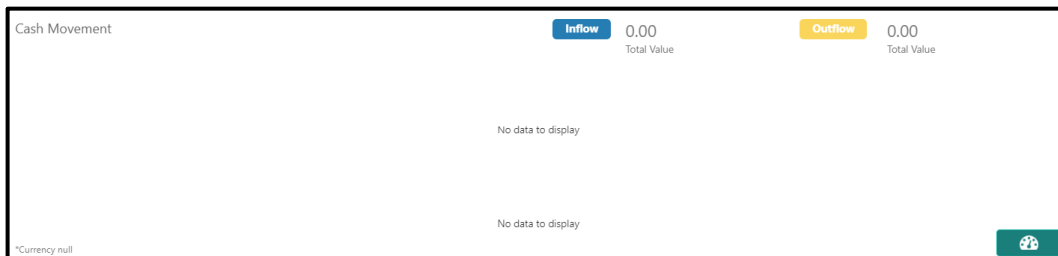 Cash Movement
Inflow
0.00
Total Value
Outflow
0.00
Total Value
No data to display
No data to display
*Currency null